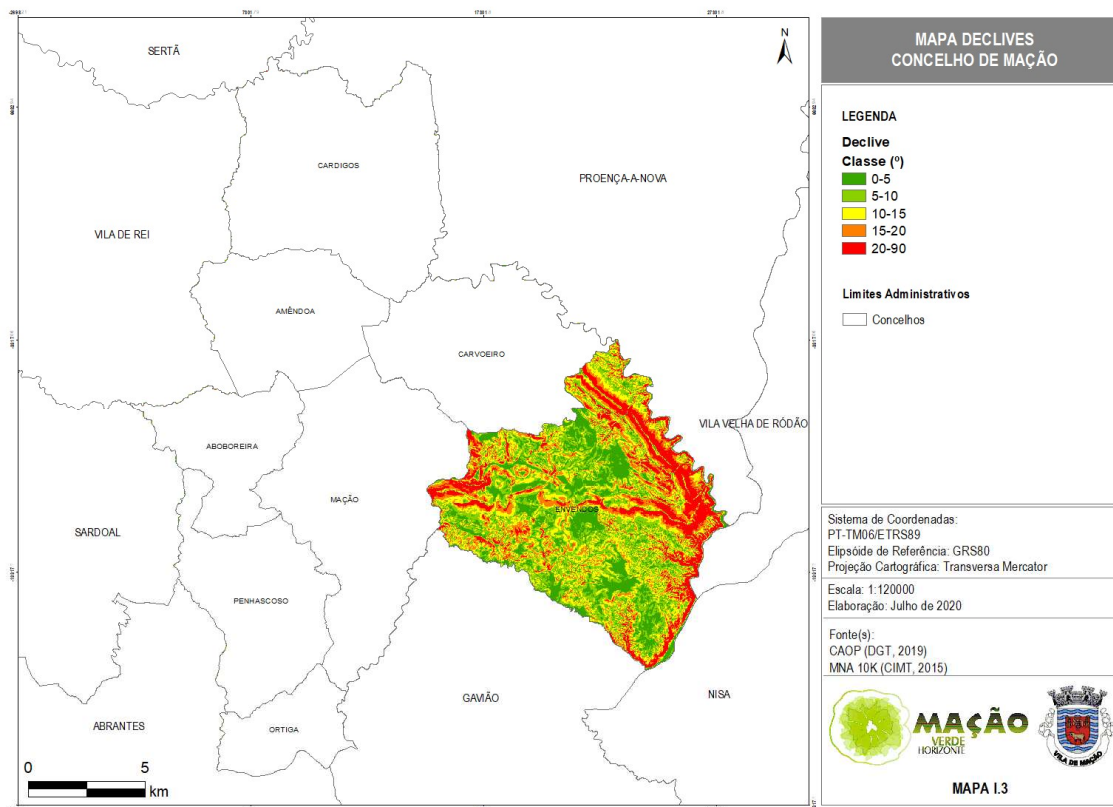 MAPA DECLIVES
CONCELHO DE MAÇÃO
LEGENDA
Declive
Classe (º)
0-5
5-10
10-15
15-20
20-90
Limites Administrativos
Concelhos
N
SERTÃ
CARDIGOS
PROENÇA-A-NOVA
VILA DE REI
AMÊNDOA
CARVOEIRO
VILA VELHA DE RÓDÃO
ABOBOREIRA
MAÇÃO
ENVENDOS
SARDOAL
PENHASCOSO
GAVIÃO
NISA
ABRANTES
ORTIGA
0 5
km
Sistema de Coordenadas:
PT-TM06/ETRS89
Elipsóide de Referência: GRS80
Projeção Cartográfica: Transversa Mercator
Escala: 1:120000
Elaboração: Julho de 2020
Fonte(s):
CAOP (DGT, 2019)
MNA 10K (CIMT, 2015)
MAÇÃO
VERDE
HORIZONTE
VILA DE MAÇÃO
MAPA I.3